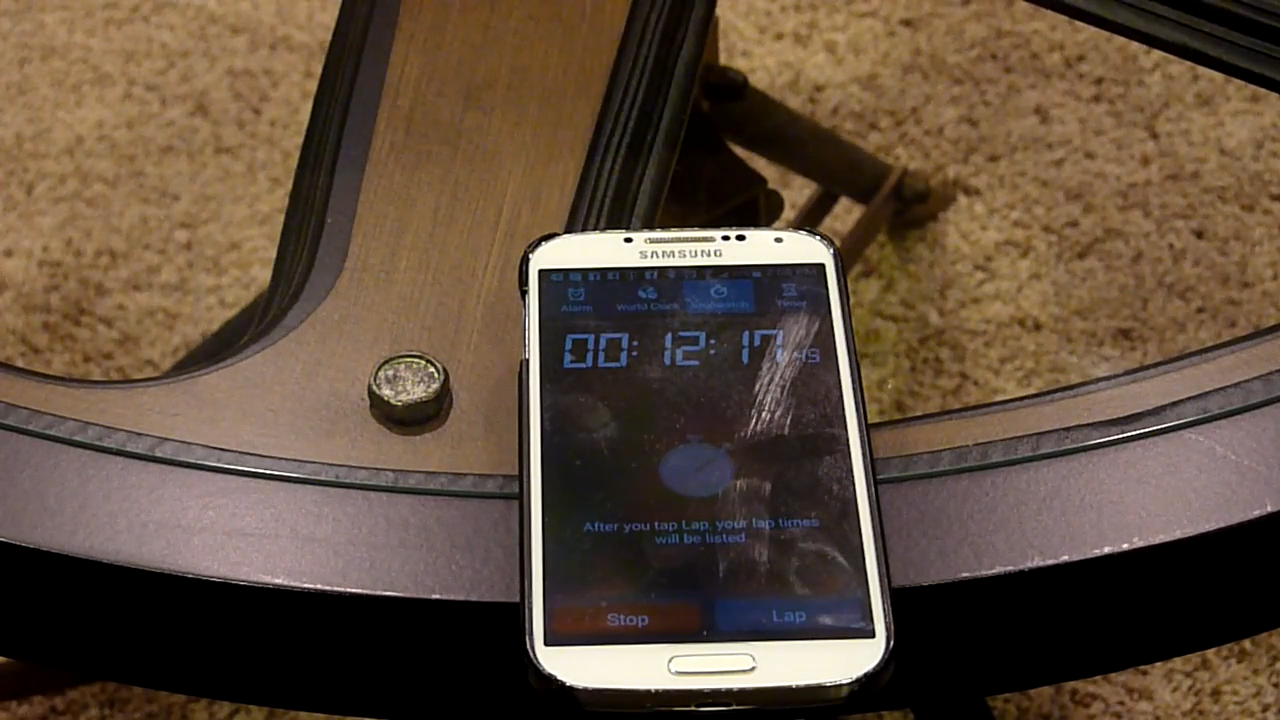 SAMSUNG
Alarm World Clock Stopwatch Timer
00:12:17
After you tap Lap, your lap times
will be listed
Stop Lap